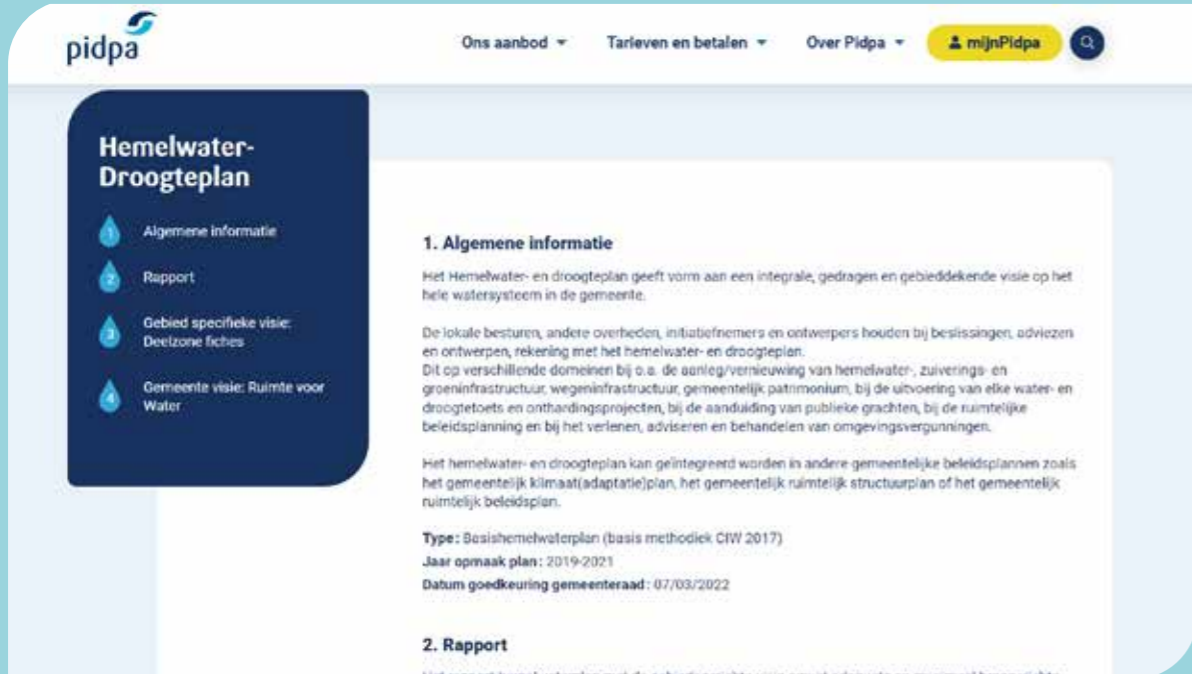 pidpa
Ons aanbod
Tarieven en betalen
Over Pidpa
mijnPidpa
Hemelwater-
Droogteplan
1
Algemene informatie
2
Rapport
3
Gebied specifieke visie:
Deelzone fiches
4
Gemeente visie: Ruimte voor
Water
1. Algemene informatie
Het Hemelwater- en droogteplan geeft vorm aan een integrale, gedragen en gebieddekkende visie op het
hele watersysteem in de gemeente.
De lokale besturen, andere overheden, initiatiefnemers en ontwerpers houden bij beslissingen, adviezen
en ontwerpen, rekening met het hemelwater- en droogteplan.
Dit op verschillende domeinen bij o.a. de aanleg/vernieuwing van hemelwater-, zuiverings- en
groeninfrastructuur, wegeninfrastructuur, gemeentelijk patrimonium, bij de uitvoering van elke water- en
droogtetoets en onthardingsprojecten, bij de aanduiding van publieke grachten, bij de ruimtelijke
beleidsplanning en bij het verlenen, adviseren en behandelen van omgevingsvergunningen.
Het hemelwater- en droogteplan kan geïntegreerd worden in andere gemeentelijke beleidsplannen zoals
het gemeentelijk klimaat(adaptatie)plan, het gemeentelijk ruimtelijk structuurplan of het gemeentelijk
ruimtelijk beleidsplan.
Type: Basishemelwaterplan (basis methodiek CIW 2017)
Jaar opmaak plan: 2019-2021
Datum goedkeuring gemeenteraad: 07/03/2022
2. Rapport